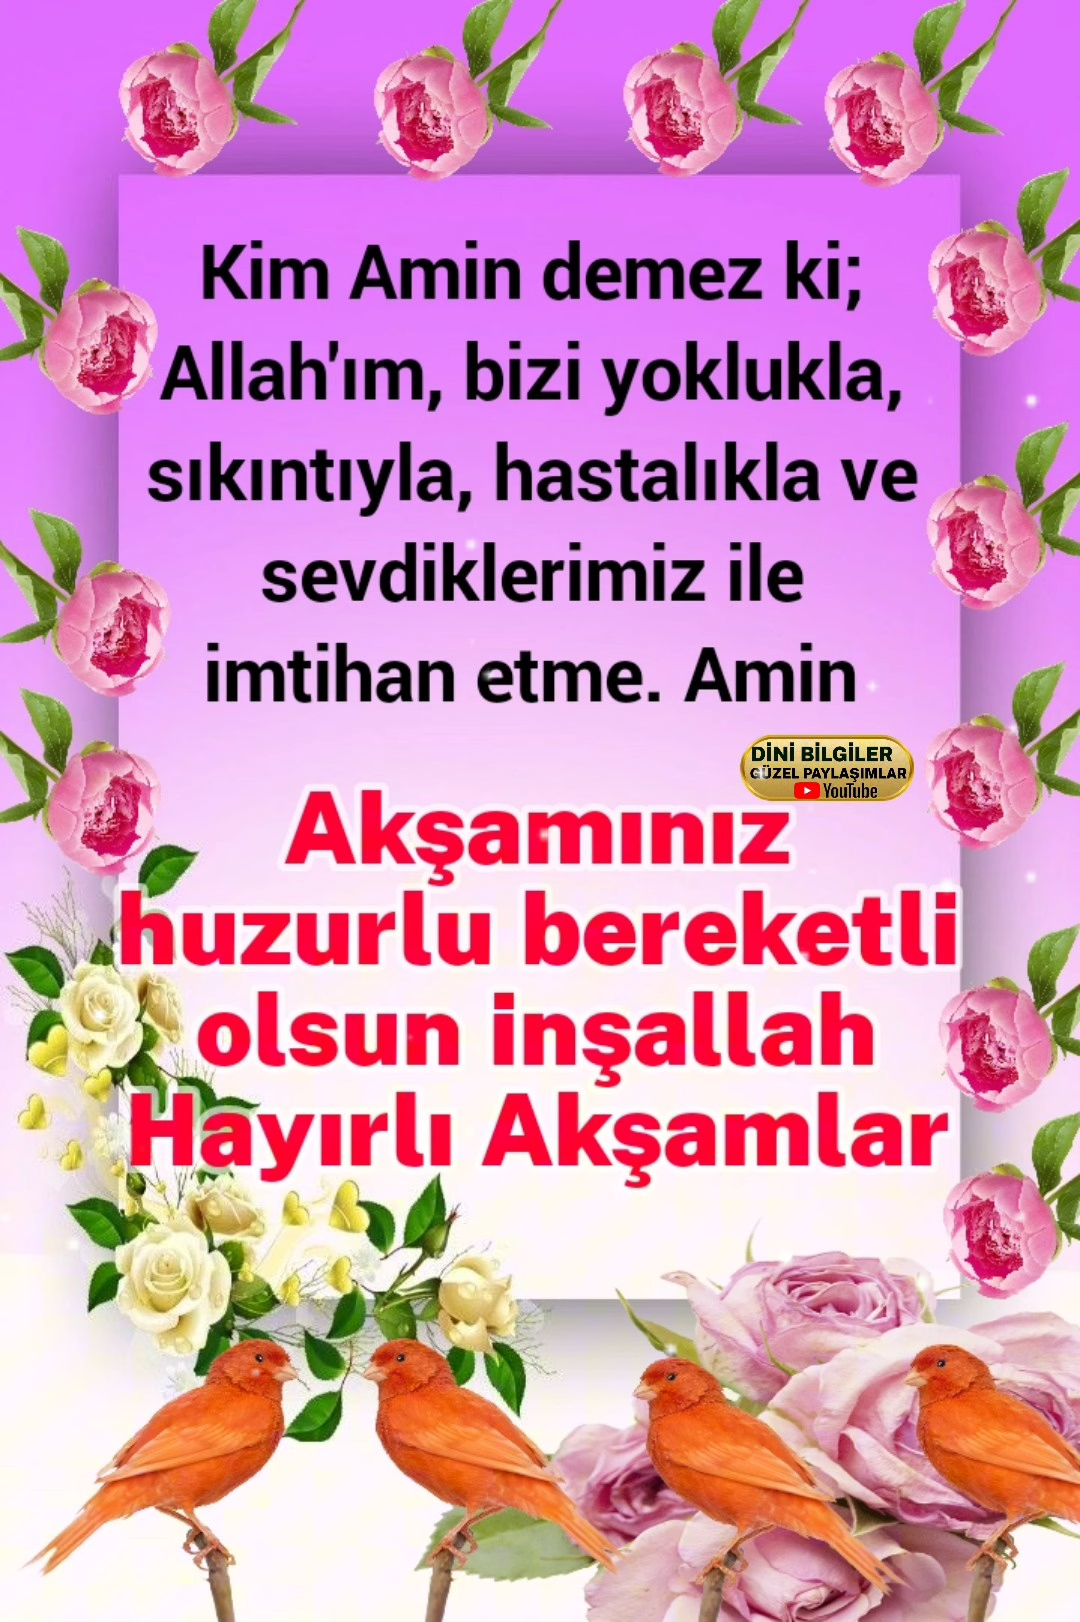 Kim Amin demez ki;
Allah'ım, bizi yoklukla,
sıkıntıyla, hastalıkla ve
sevdiklerimiz ile
imtihan etme. Amin
DİNİ BİLGİLER
GÜZEL PAYLAŞIMLAR
YouTube
Akşamınız
huzurlu bereketli
olsun inşallah
Hayırlı Akşamlar